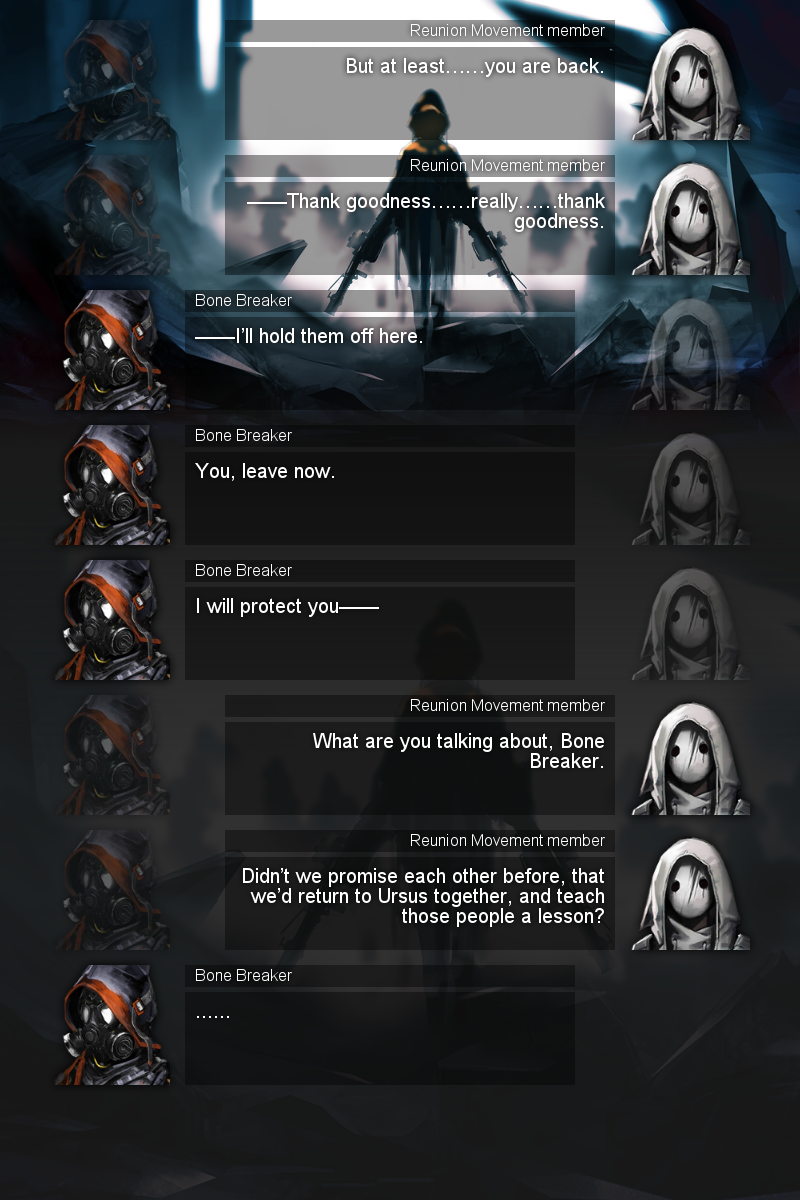 Reunion Movement member
But at least……you are back.
Reunion Movement member
——Thank goodness……really……thank
goodness.
Bone Breaker
——I'll hold them off here.
Bone Breaker
You, leave now.
Bone Breaker
I will protect you——
Reunion Movement member
What are you talking about, Bone
Breaker.
Reunion Movement member
Didn't we promise each other before, that
we'd return to Ursus together, and teach
those people a lesson?
Bone Breaker
……